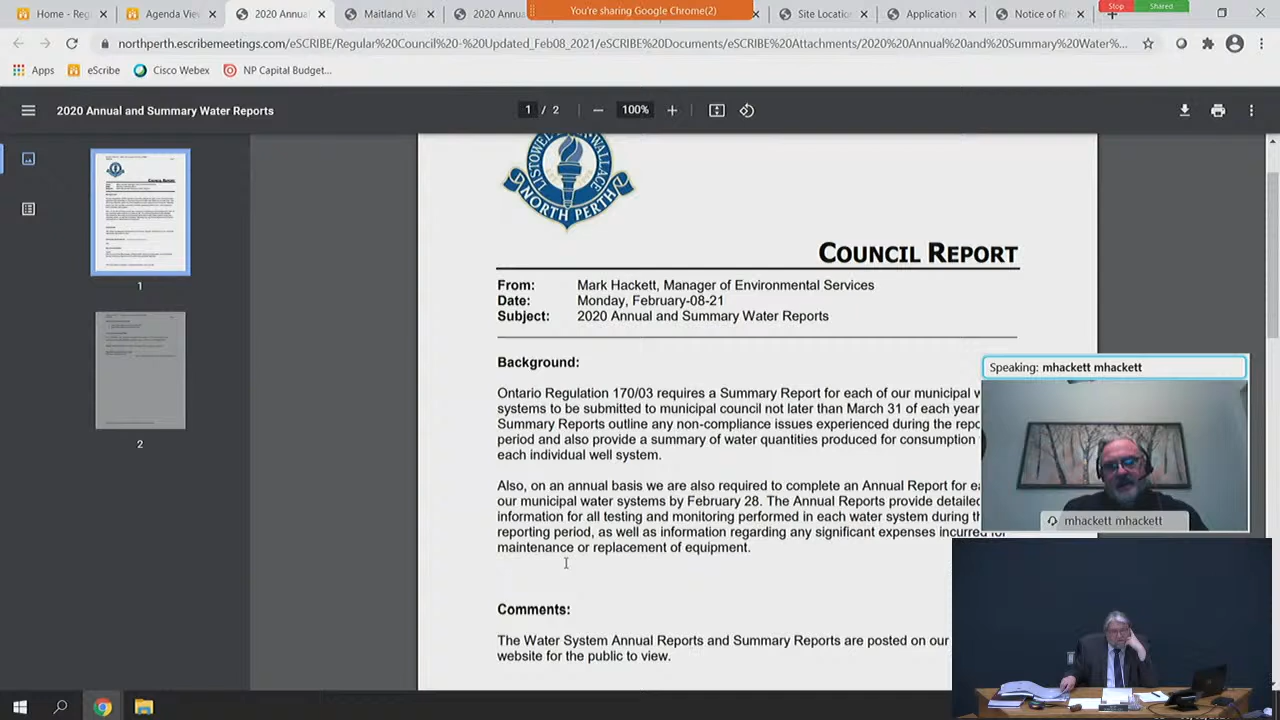 Home - Reg
Agenda Vie
2020 Annual
Maitland Va
2020 Annu
You're sharing Google Chrome(2)
Site Locatio
Application
Notice of R
Stop
Shared
northperth.escribemeetings.com/eSCRIBE/Regular%20Council%20-%20Updated_Feb08_2021/eSCRIBE%20Documents/eSCRIBE%20Attachments/2020%20Annual%20and%20Summary%20Water%...
Apps
eScribe
Cisco Webex
NP Capital Budget...
2020 Annual and Summary Water Reports
1 / 2
100%
NORTH PERTH
COUNCIL REPORT
From: Mark Hackett, Manager of Environmental Services
Date: Monday, February-08-21
Subject: 2020 Annual and Summary Water Reports
Background:
Ontario Regulation 170/03 requires a Summary Report for each of our municipal w
systems to be submitted to municipal council not later than March 31 of each year
Summary Reports outline any non-compliance issues experienced during the repo
period and also provide a summary of water quantities produced for consumption
each individual well system.
Also, on an annual basis we are also required to complete an Annual Report for ea
our municipal water systems by February 28. The Annual Reports provide detailed
information for all testing and monitoring performed in each water system during th
reporting period, as well as information regarding any significant expenses incurred for
maintenance or replacement of equipment.
Comments:
The Water System Annual Reports and Summary Reports are posted on our
website for the public to view.
1
2
Speaking: mhackett mhackett
mhackett mhackett